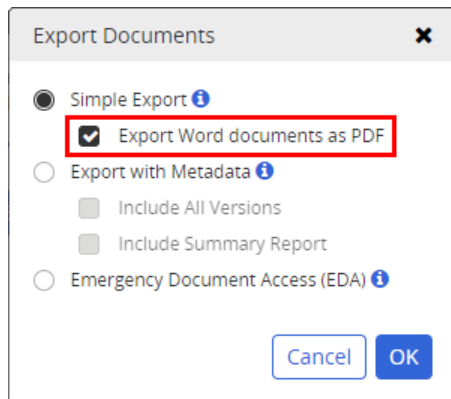 Export Documents
Simple Export
Export Word documents as PDF
Export with Metadata
Include All Versions
Include Summary Report
Emergency Document Access (EDA)
Cancel OK